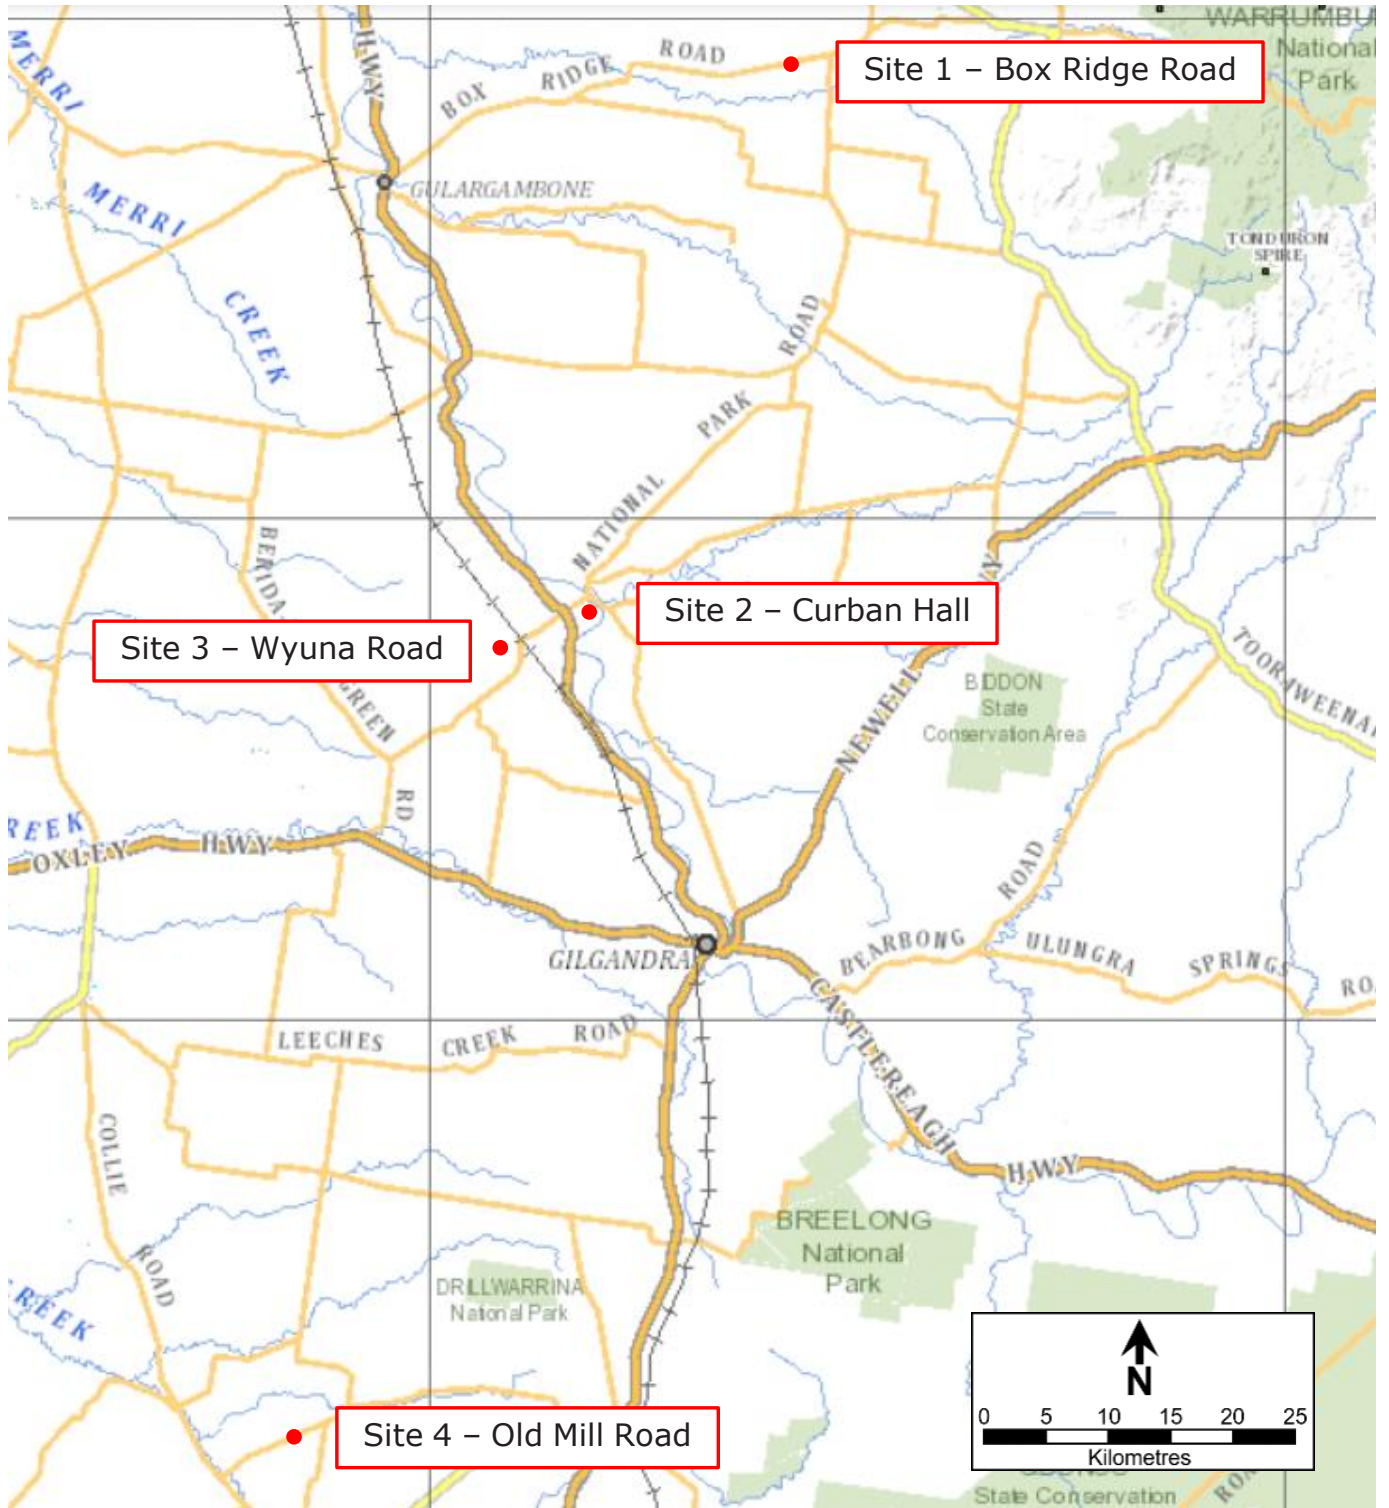 WARRUMBU
National
Park
MERRI
HWY
BOX RIDGE ROAD
Site 1 – Box Ridge Road
GULARGAMBONE
MERRI
CREEK
TONDURON
SPIRE
ROAD
NATIONAL PARK
BERIDA
GREEN
RD
Site 2 – Curban Hall
Site 3 – Wyuna Road
NEWELL
BIDDON
State
Conservation Area
TOORAWEENAH
REEK
OXLEY HWY
ROAD
GILGANDRA
BEARBONG
ULUNGRA SPRINGS
CASTLEREAGH HWY
LEECHES CREEK ROAD
COLLIE ROAD
BREELONG
National
Park
DRILLWARRINA
National Park
REEK
Site 4 – Old Mill Road
N
0 5 10 15 20 25
Kilometres
State Conservation